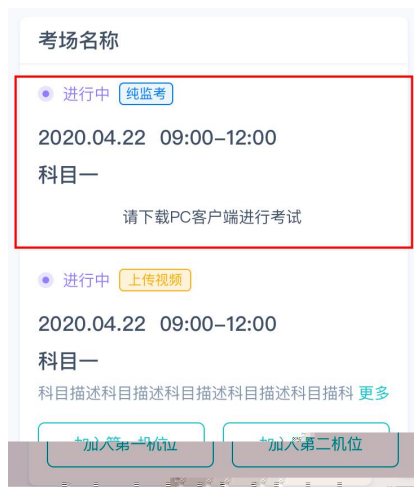 考场名称
进行中 纯监考
2020.04.22 09:00–12:00
科目一
请下载PC客户端进行考试
进行中 上传视频
2020.04.22 09:00–12:00
科目一
科目描述科目描述科目描述科目描述科目描科 更多
加入第一机位 加入第二机位